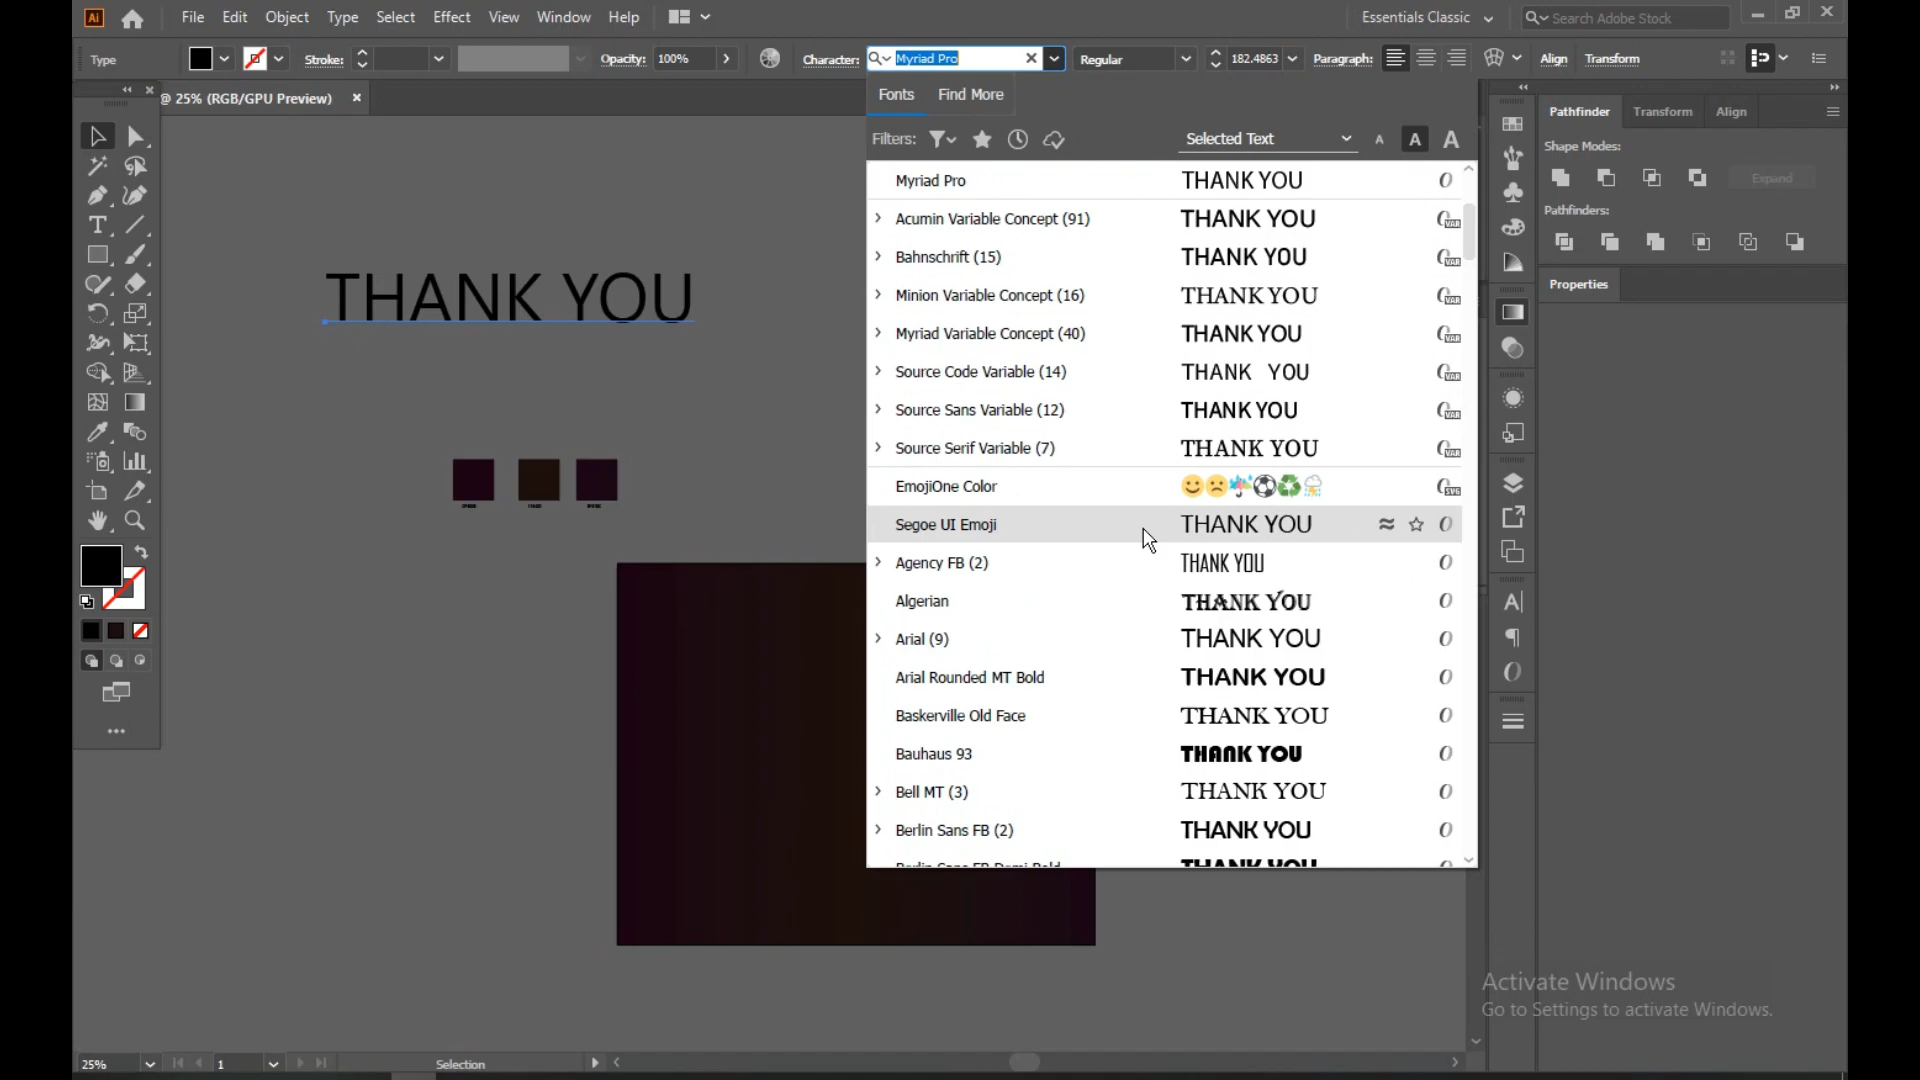 Ai File Edit Object Type Select Effect View Window Help Essentials Classic Search Adobe Stock
Type Stroke: Opacity: 100% Character: Myriad Pro Regular 182.4863 Paragraph: Align Transform
@ 25% (RGB/GPU Preview)
Fonts Find More
Filters: Selected Text A A A
Pathfinder Transform Align
Shape Modes:
Expand
Pathfinders:
Properties
THANK YOU
Myriad Pro THANK YOU
Acumin Variable Concept (91) THANK YOU
Bahnschrift (15) THANK YOU
Minion Variable Concept (16) THANK YOU
Myriad Variable Concept (40) THANK YOU
Source Code Variable (14) THANK YOU
Source Sans Variable (12) THANK YOU
Source Serif Variable (7) THANK YOU
EmojiOne Color
Segoe UI Emoji THANK YOU
Agency FB (2) THANK YOU
Algerian THANK YOU
Arial (9) THANK YOU
Arial Rounded MT Bold THANK YOU
Baskerville Old Face THANK YOU
Bauhaus 93 THANK YOU
Bell MT (3) THANK YOU
Berlin Sans FB (2) THANK YOU
Berlin Sans FB Demi Bold THANK YOU
Activate Windows
Go to Settings to activate Windows.
25% 1 Selection